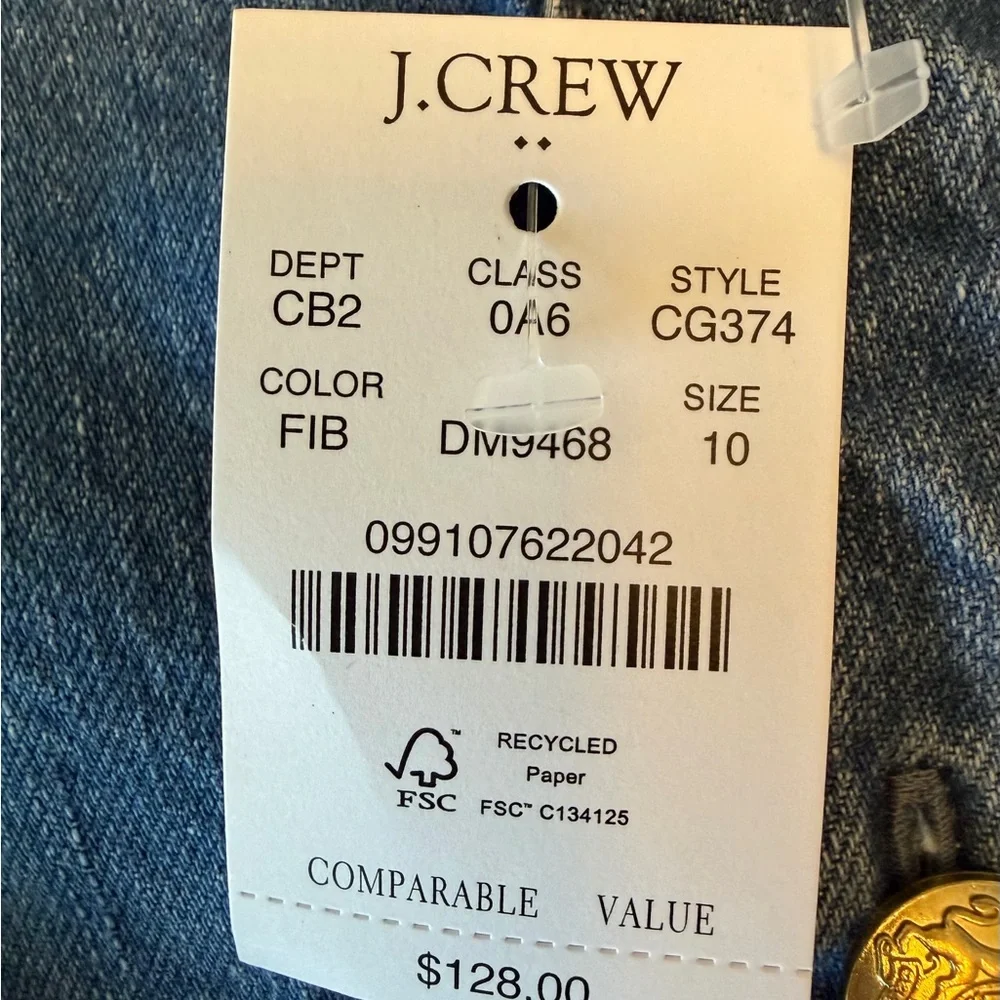 J.CREW
DEPT CLASS STYLE
CB2 0A6 CG374
COLOR SIZE
FIB DM9468 10
099107622042
RECYCLED
Paper
FSC
FSC™ C134125
COMPARABLE VALUE
$128.00